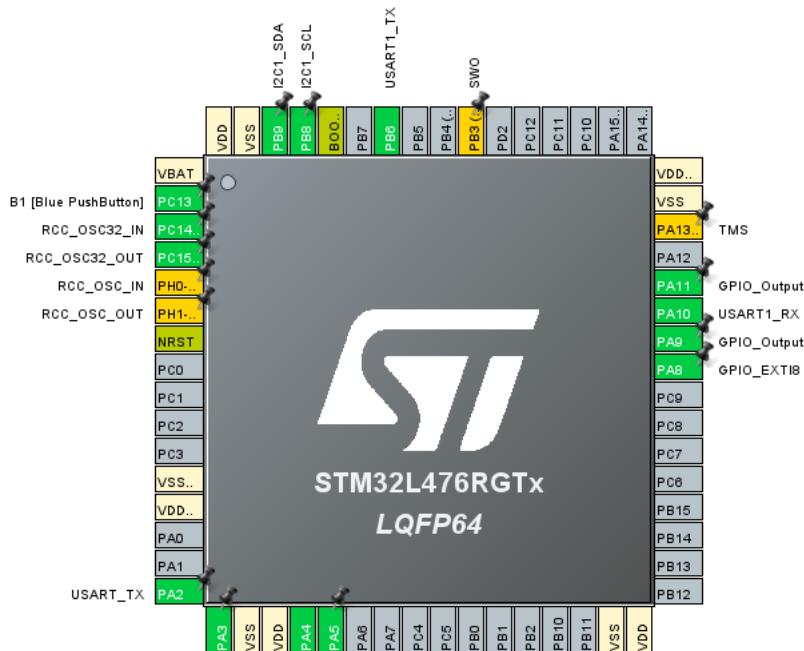 I2C1_SDA
I2C1_SCL
USART1_TX
SWO
VDD
VSS
PB9
PB8
BOO..
PB7
PB6
PB5
PB4 (..
PB3 (..
PD2
PC12
PC11
PC10
PA15..
PA14..
VBAT
B1 [Blue PushButton] PC13
RCC_OSC32_IN PC14..
RCC_OSC32_OUT PC15..
RCC_OSC_IN PH0-..
RCC_OSC_OUT PH1-..
NRST
PC0
PC1
PC2
PC3
VSS..
VDD..
PA0
PA1
USART_TX PA2
VDD..
VSS
PA13.. TMS
PA12
PA11 GPIO_Output
PA10 USART1_RX
PA9 GPIO_Output
PA8 GPIO_EXTI8
PC9
PC8
PC7
PC6
PB15
PB14
PB13
PB12
ST
STM32L476RGTx
LQFP64
PA3
VSS
VDD
PA4
PA5
PA6
PA7
PC4
PC5
PB0
PB1
PB2
PB10
PB11
VSS
VDD